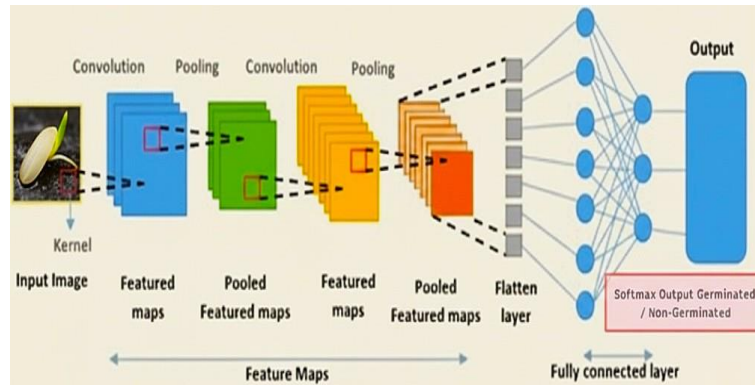 Convolution
Pooling
Convolution
Pooling
Output
Kernel
Input Image
Featured
maps
Pooled
Featured maps
Featured
maps
Pooled
Featured maps
Flatten
layer
Softmax Output Germinated
/ Non-Germinated
Feature Maps
Fully connected layer